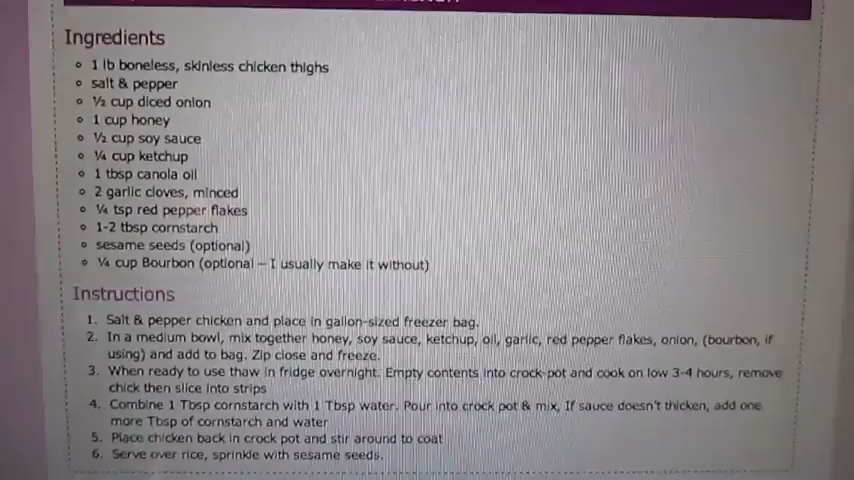 Ingredients
1 lb boneless, skinless chicken thighs
salt & pepper
½ cup diced onion
1 cup honey
½ cup soy sauce
¼ cup ketchup
1 tbsp canola oil
2 garlic cloves, minced
¼ tsp red pepper flakes
1-2 tbsp cornstarch
sesame seeds (optional)
¼ cup Bourbon (optional – I usually make it without)
Instructions
1. Salt & pepper chicken and place in gallon-sized freezer bag.
2. In a medium bowl, mix together honey, soy sauce, ketchup, oil, garlic, red pepper flakes, onion, (bourbon, if
using) and add to bag. Zip close and freeze.
3. When ready to use thaw in fridge overnight. Empty contents into crock-pot and cook on low 3-4 hours, remove
chick then slice into strips
4. Combine 1 Tbsp cornstarch with 1 Tbsp water. Pour into crock pot & mix, If sauce doesn't thicken, add one
more Tbsp of cornstarch and water
5. Place chicken back in crock pot and stir around to coat
6. Serve over rice, sprinkle with sesame seeds.